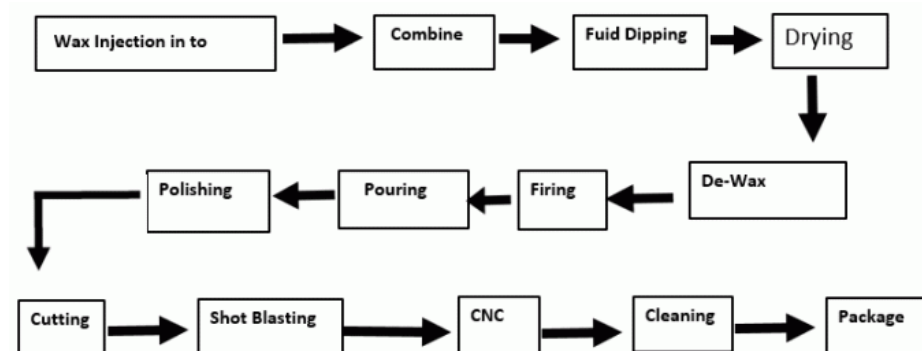 Wax Injection in to
Combine
Fuid Dipping
Drying
De-Wax
Firing
Pouring
Polishing
Cutting
Shot Blasting
CNC
Cleaning
Package